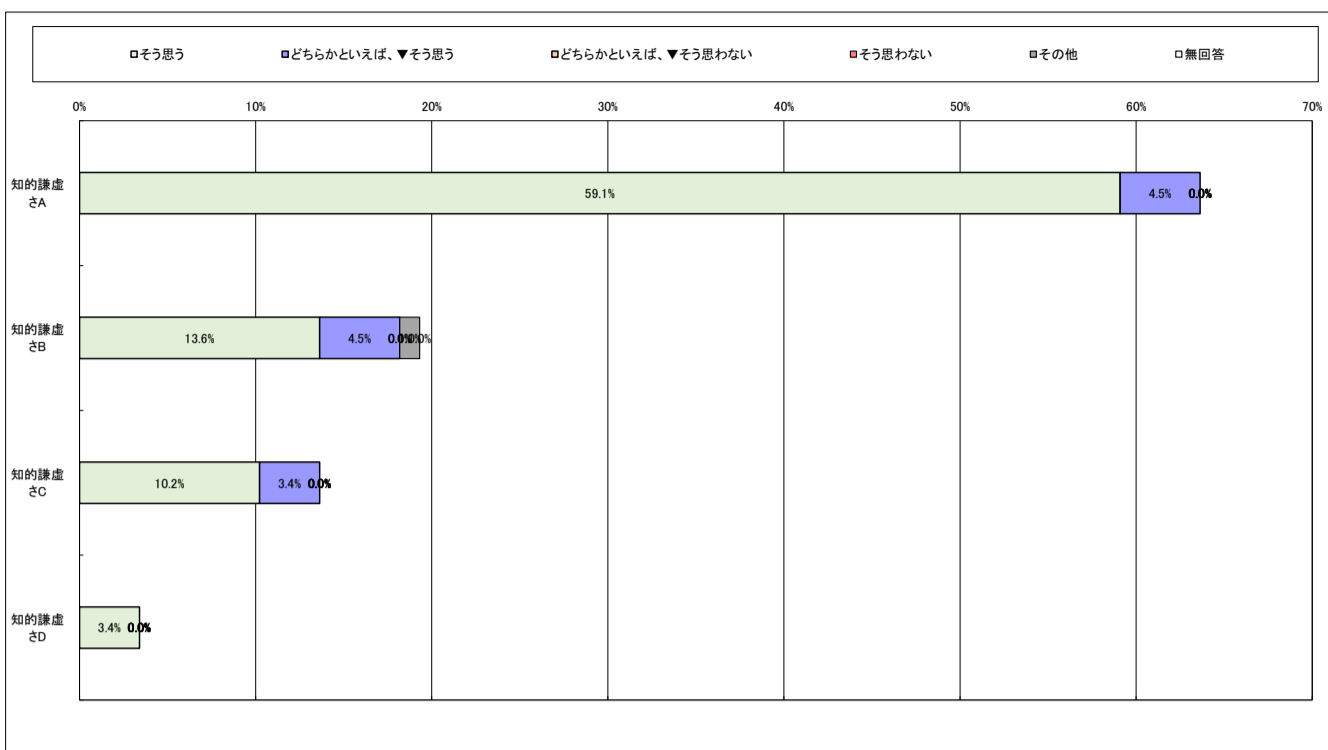 そう思う どちらかといえば、▼そう思う どちらかといえば、▼そう思わない そう思わない その他 無回答
0% 10% 20% 30% 40% 50% 60% 70%
知的謙虚
さA
59.1% 4.5% 0.0%
知的謙虚
さB
13.6% 4.5% 0.0% 0.0%
知的謙虚
さC
10.2% 3.4% 0.0%
知的謙虚
さD
3.4% 0.0%